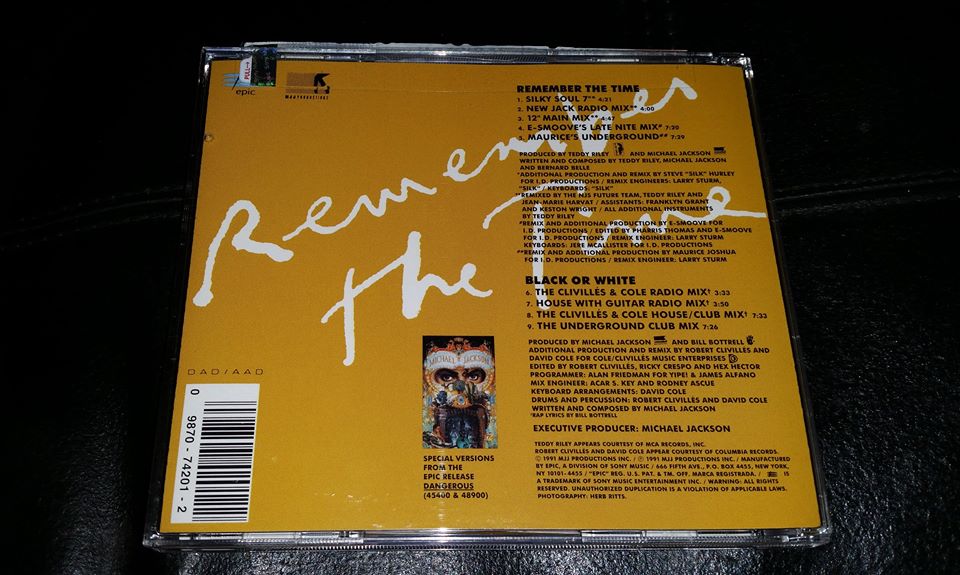 PULL→
epic
MJJ PRODUCTIONS
Remember
the Time
REMEMBER THE TIME
1. SILKY SOUL 7"* 4:21
2. NEW JACK RADIO MIX** 4:00
3. 12" MAIN MIX** 4:47
4. E-SMOOVE'S LATE NITE MIX# 7:20
5. MAURICE'S UNDERGROUND## 7:29
PRODUCED BY TEDDY RILEY AND MICHAEL JACKSON
WRITTEN AND COMPOSED BY TEDDY RILEY, MICHAEL JACKSON
AND BERNARD BELLE
*ADDITIONAL PRODUCTION AND REMIX BY STEVE "SILK" HURLEY
FOR I.D. PRODUCTIONS / REMIX ENGINEERS: LARRY STURM,
"SILK" / KEYBOARDS: "SILK"
**REMIXED BY THE NJS FUTURE TEAM, TEDDY RILEY AND
JEAN-MARIE HARVAT / ASSISTANTS: FRANKLYN GRANT
AND KESTON WRIGHT / ALL ADDITIONAL INSTRUMENTS
BY TEDDY RILEY
#REMIX AND ADDITIONAL PRODUCTION BY E-SMOOVE FOR
I.D. PRODUCTIONS / EDITED BY PHARRIS THOMAS AND E-SMOOVE
FOR I.D. PRODUCTIONS / REMIX ENGINEER: LARRY STURM
KEYBOARDS: JERE MCALLISTER FOR I.D. PRODUCTIONS
##REMIX AND ADDITIONAL PRODUCTION BY MAURICE JOSHUA
FOR I.D. PRODUCTIONS / REMIX ENGINEER: LARRY STURM
BLACK OR WHITE
6. THE CLIVILLÉS & COLE RADIO MIX† 3:33
7. HOUSE WITH GUITAR RADIO MIX† 3:50
8. THE CLIVILLÉS & COLE HOUSE/CLUB MIX† 7:33
9. THE UNDERGROUND CLUB MIX 7:26
PRODUCED BY MICHAEL JACKSON AND BILL BOTTRELL
ADDITIONAL PRODUCTION AND REMIX BY ROBERT CLIVILLÉS AND
DAVID COLE FOR COLE/CLIVILLÉS MUSIC ENTERPRISES
EDITED BY ROBERT CLIVILLÉS, RICKY CRESPO AND HEX HECTOR
PROGRAMMER: ALAN FRIEDMAN FOR YIPE! & JAMES ALFANO
MIX ENGINEER: ACAR S. KEY AND RODNEY ASCUE
KEYBOARD ARRANGEMENTS: DAVID COLE
DRUMS AND PERCUSSION: ROBERT CLIVILLÉS AND DAVID COLE
WRITTEN AND COMPOSED BY MICHAEL JACKSON
†RAP LYRICS BY BILL BOTTRELL
EXECUTIVE PRODUCER: MICHAEL JACKSON
TEDDY RILEY APPEARS COURTESY OF MCA RECORDS, INC.
ROBERT CLIVILLÉS AND DAVID COLE APPEAR COURTESY OF COLUMBIA RECORDS.
© 1991 MJJ PRODUCTIONS INC. / ℗ 1991 MJJ PRODUCTIONS INC. / MANUFACTURED
BY EPIC, A DIVISION OF SONY MUSIC / 666 FIFTH AVE., P.O. BOX 4455, NEW YORK,
NY 10101-4455 / "EPIC" REG. U.S. PAT. & TM. OFF. MARCA REGISTRADA. / IS
A TRADEMARK OF SONY MUSIC ENTERTAINMENT INC. / WARNING: ALL RIGHTS
RESERVED. UNAUTHORIZED DUPLICATION IS A VIOLATION OF APPLICABLE LAWS.
PHOTOGRAPHY: HERB RITTS.
DAD/AAD
0 9870-74201-2
MICHAEL JACKSON
SPECIAL VERSIONS
FROM THE
EPIC RELEASE
DANGEROUS
(45400 & 48900)